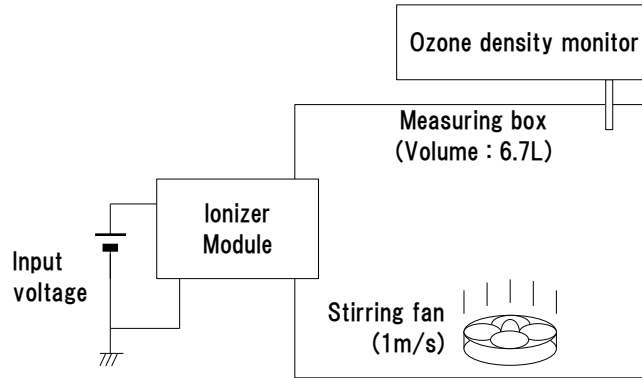 Ozone density monitor
Measuring box
(Volume : 6.7L)
Ionizer
Module
Input
voltage
Stirring fan
(1m/s)